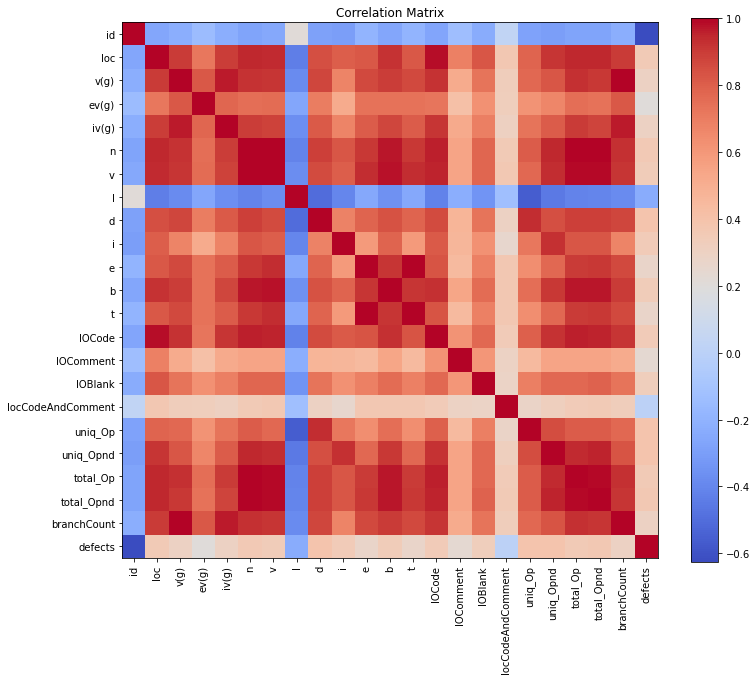 Correlation Matrix
id
loc
v(g)
ev(g)
iv(g)
n
v
l
d
i
e
b
t
lOCode
lOComment
lOBlank
locCodeAndComment
uniq_Op
uniq_Opnd
total_Op
total_Opnd
branchCount
defects
id
loc
v(g)
ev(g)
iv(g)
n
v
l
d
i
e
b
t
lOCode
lOComment
lOBlank
locCodeAndComment
uniq_Op
uniq_Opnd
total_Op
total_Opnd
branchCount
defects
1.0
0.8
0.6
0.4
0.2
0.0
−0.2
−0.4
−0.6